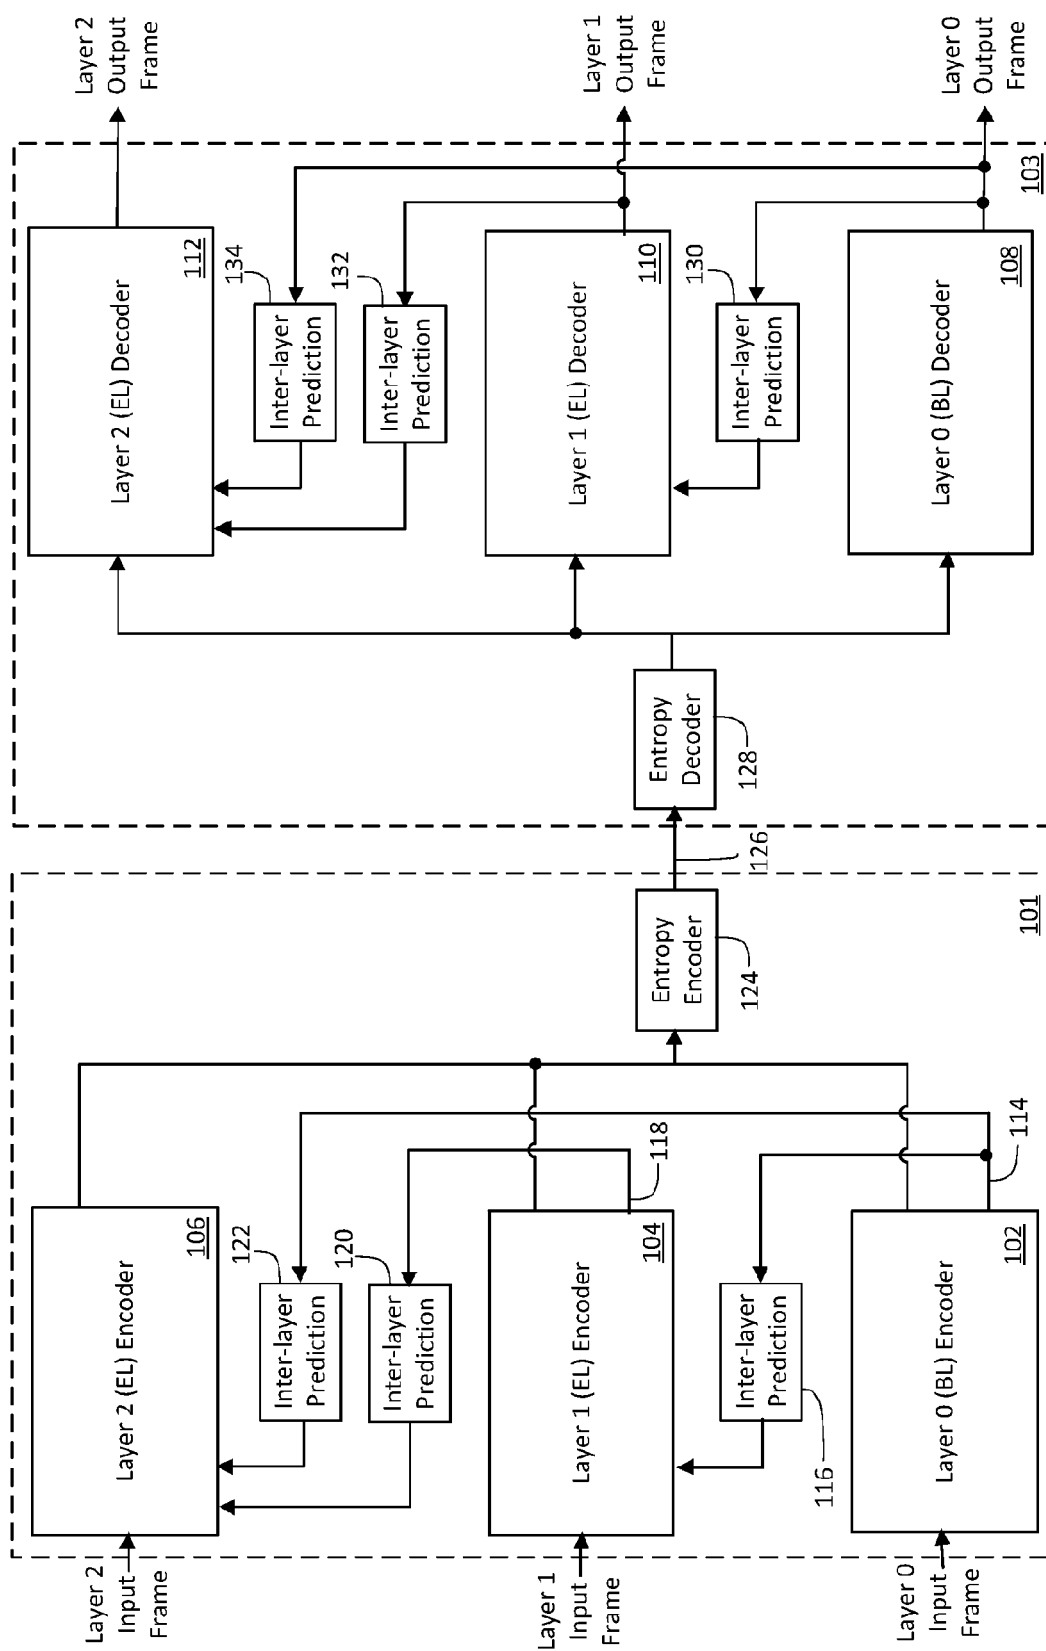 Layer 2
Input
Frame
Layer 2 (EL) Encoder
106
Inter-layer
Prediction
122
Inter-layer
Prediction
120
118
Layer 1
Input
Frame
Layer 1 (EL) Encoder
104
Inter-layer
Prediction
116
114
Layer 0
Input
Frame
Layer 0 (BL) Encoder
102
Entropy
Encoder
124
101
126
Entropy
Decoder
128
Layer 2 (EL) Decoder
112
Inter-layer
Prediction
134
Inter-layer
Prediction
132
Layer 1 (EL) Decoder
110
Inter-layer
Prediction
130
Layer 0 (BL) Decoder
108
103
Layer 2
Output
Frame
Layer 1
Output
Frame
Layer 0
Output
Frame